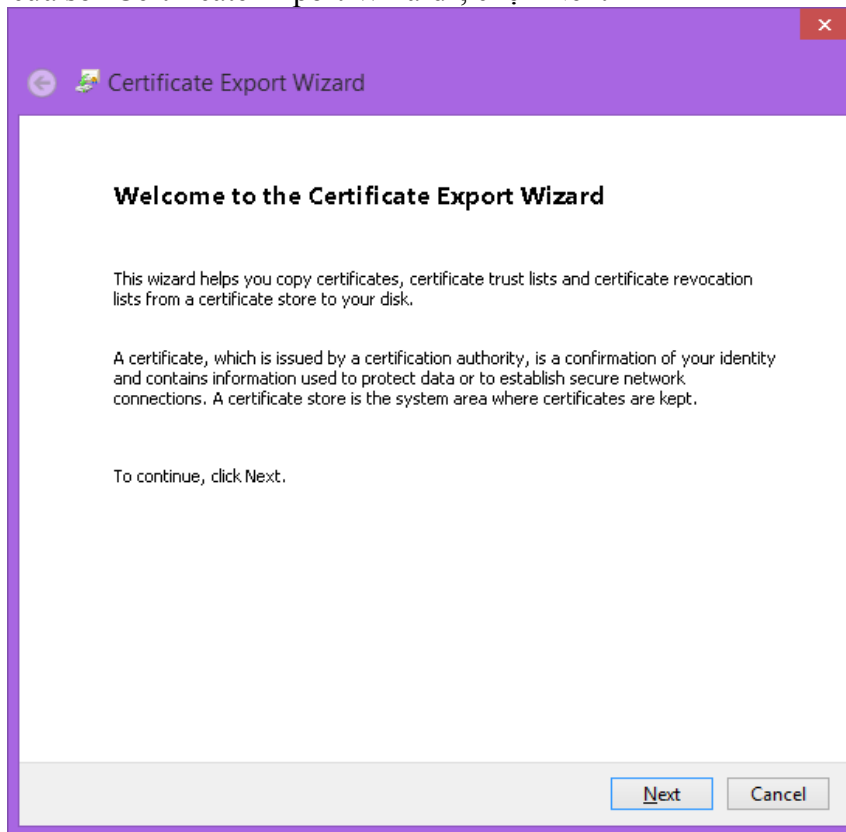 Certificate Export Wizard
Welcome to the Certificate Export Wizard
This wizard helps you copy certificates, certificate trust lists and certificate revocation
lists from a certificate store to your disk.
A certificate, which is issued by a certification authority, is a confirmation of your identity
and contains information used to protect data or to establish secure network
connections. A certificate store is the system area where certificates are kept.
To continue, click Next.
Next Cancel